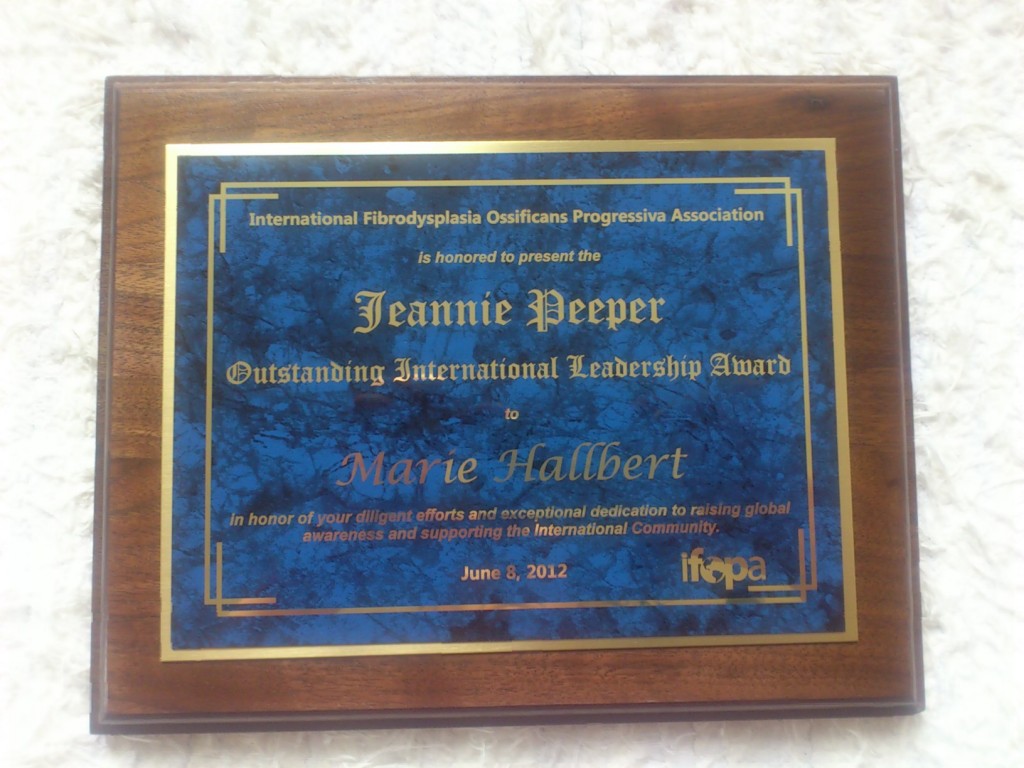 International Fibrodysplasia Ossificans Progressiva Association
is honored to present the
Jeannie Peeper
Outstanding International Leadership Award
to
Marie Hallbert
in honor of your diligent efforts and exceptional dedication to raising global
awareness and supporting the International Community.
June 8, 2012
ifopa